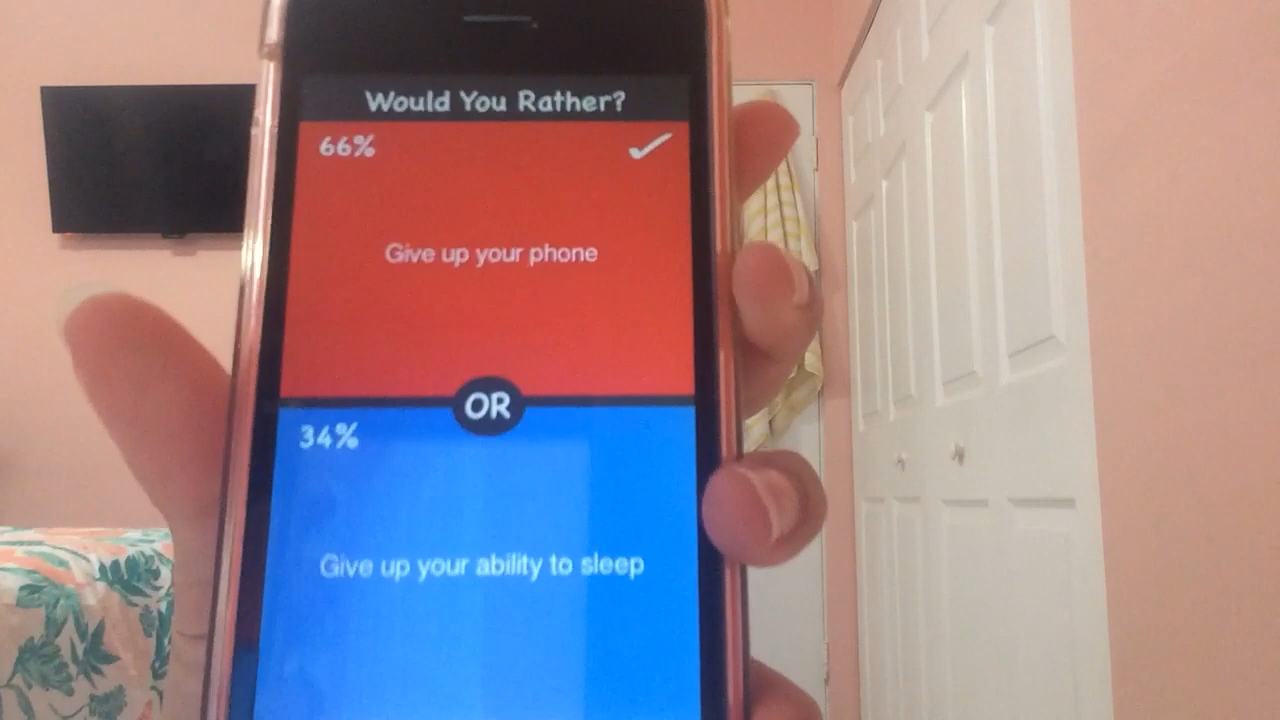 Would You Rather?
66%
Give up your phone
OR
34%
Give up your ability to sleep